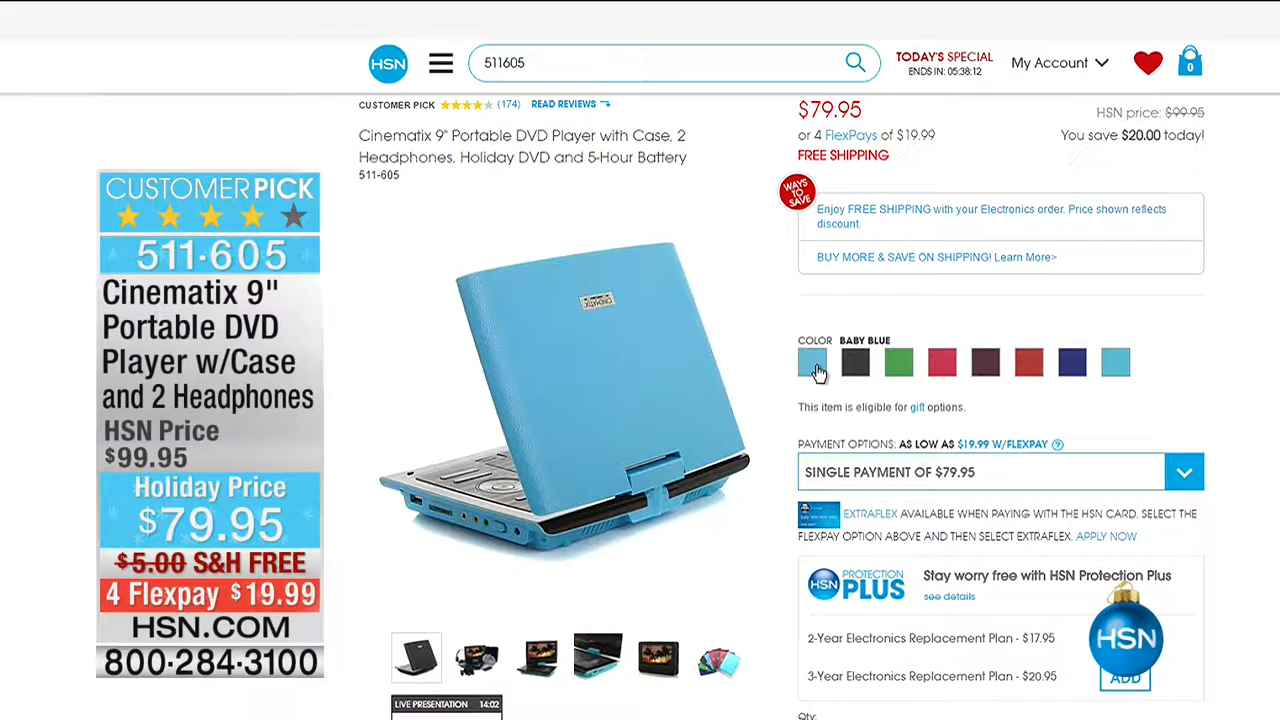 HSN
511605
TODAY'S SPECIAL
ENDS IN: 05:38:12
My Account
0
CUSTOMER PICK
(174)
READ REVIEWS
Cinematix 9" Portable DVD Player with Case, 2
Headphones, Holiday DVD and 5-Hour Battery
511-605
$79.95
HSN price: $99.95
or 4 FlexPays of $19.99
You save $20.00 today!
FREE SHIPPING
WAYS
TO
SAVE
Enjoy FREE SHIPPING with your Electronics order. Price shown reflects
discount.
BUY MORE & SAVE ON SHIPPING! Learn More>
COLOR BABY BLUE
This item is eligible for gift options.
PAYMENT OPTIONS: AS LOW AS $19.99 W/FLEXPAY ?
SINGLE PAYMENT OF $79.95
EXTRAFLEX AVAILABLE WHEN PAYING WITH THE HSN CARD. SELECT THE
FLEXPAY OPTION ABOVE AND THEN SELECT EXTRAFLEX. APPLY NOW
HSN PROTECTION
PLUS
Stay worry free with HSN Protection Plus
see details
2-Year Electronics Replacement Plan - $17.95
3-Year Electronics Replacement Plan - $20.95
ADD
HSN
Qty:
CUSTOMER PICK
511-605
Cinematix 9"
Portable DVD
Player w/Case
and 2 Headphones
HSN Price
$99.95
Holiday Price
$79.95
$5.00 S&H FREE
4 Flexpay $19.99
HSN.COM
800-284-3100
CINEMATIC
LIVE PRESENTATION 14:02